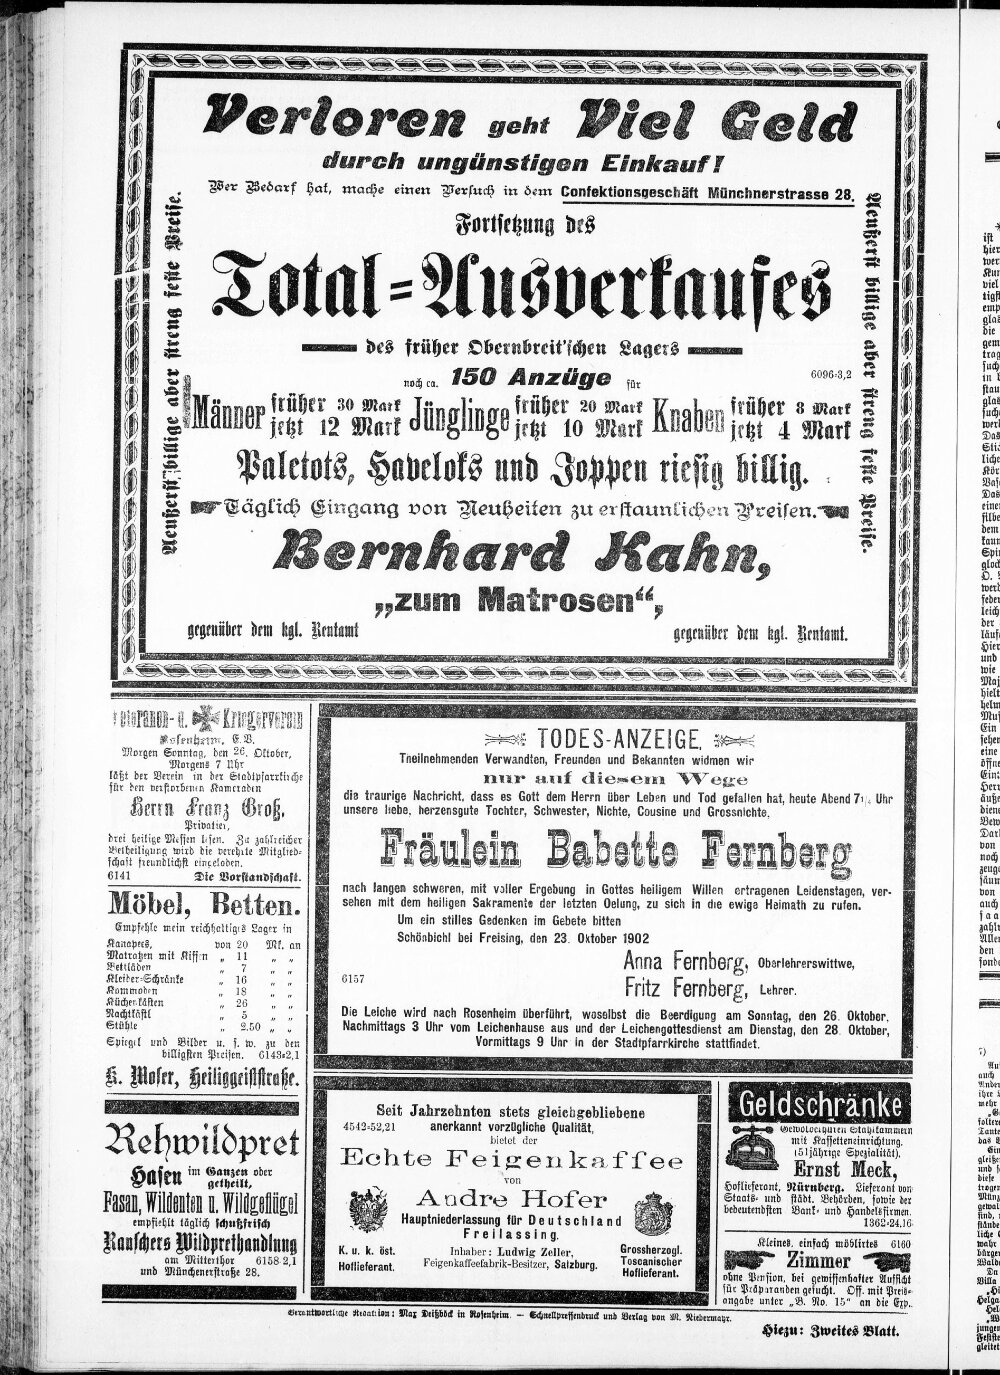 Verloren geht Viel Geld
durch ungünstigen Einkauf!
Wer Bedarf hat, mache einen Versuch in dem Confektionsgeschäft Münchnerstrasse 28.
Aeußerst billige aber streng feste Preise.
Fortsetzung des
Total=Ausverkaufes
des früher Obernbreit'schen Lagers
6096-3,2
noch ca. 150 Anzüge für
Männer früher 30 Mark jetzt 12 Mark Jünglinge früher 20 Mark jetzt 10 Mark Knaben früher 8 Mark jetzt 4 Mark
Paletots, Haveloks und Joppen riesig billig.
Täglich Eingang von Neuheiten zu erstaunlichen Preisen.
Aeußerst billige aber streng feste Preise.
Bernhard Kahn,
„zum Matrosen“,
gegenüber dem kgl. Rentamt gegenüber dem kgl. Rentamt.
Veteranen- u. Kriegerverein
Rosenheim, E.V.
Morgen Sonntag, den 26. Oktober,
Morgens 7 Uhr
läßt der Verein in der Stadtpfarrkirche
für den verstorbenen Kameraden
Herrn Franz Groß,
Privatier,
drei heilige Messen lesen. Zu zahlreicher
Betheiligung wird die verehrte Mitglied-
schaft freundlichst eingeladen.
6141 Die Vorstandschaft.
Möbel, Betten.
Empfehle mein reichhaltiges Lager in
Kanapees, von 20 Mk. an
Matratzen mit Kissen „ 11 „ „
Bettläden „ 7 „ „
Kleider-Schränke „ 16 „ „
Kommoden „ 18 „ „
Küchenkästen „ 26 „ „
Nachtkästl „ 5 „ „
Stühle „ 2.50 „ „
Spiegel und Bilder u. s. w. zu den
billigsten Preisen. 6143-2,1
K. Moser, Heiliggeiststraße.
Rehwildpret
Hasen im Ganzen oder getheilt,
Fasan, Wildenten u. Wildgeflügel
empfiehlt täglich schußfrisch
Rauschers Wildprethandlung
am Mitterthor 6158 2,1
und Münchenerstraße 28.
TODES-ANZEIGE.
Theilnehmenden Verwandten, Freunden und Bekannten widmen wir
nur auf diesem Wege
die traurige Nachricht, dass es Gott dem Herrn über Leben und Tod gefallen hat, heute Abend Uhr
unsere liebe, herzensgute Tochter, Schwester, Nichte, Cousine und Grossnichte,
Fräulein Babette Fernberg
nach langen schweren, mit voller Ergebung in Gottes heiligem Willen ertragenen Leidenstagen, ver-
sehen mit dem heiligen Sakramente der letzten Oelung, zu sich in die ewige Heimath zu rufen.
Um ein stilles Gedenken im Gebete bitten
Schönbichl bei Freising, den 23. Oktober 1902
Anna Fernberg, Oberlehrerswittwe,
6157 Fritz Fernberg, Lehrer.
Die Leiche wird nach Rosenheim überführt, woselbst die Beerdigung am Sonntag, den 26. Oktober,
Nachmittags 3 Uhr vom Leichenhause aus und der Leichengottesdienst am Dienstag, den 28. Oktober,
Vormittags 9 Uhr in der Stadtpfarrkirche stattfindet.
Seit Jahrzehnten stets gleichgebliebene
4542-52,21 anerkannt vorzügliche Qualität,
bietet der
Echte Feigenkaffee
von
Andre Hofer
Hauptniederlassung für Deutschland
Freilassing.
K. u. k. öst. Hoflieferant.
Inhaber: Ludwig Zeller,
Feigenkaffeefabrik-Besitzer, Salzburg.
Grossherzogl. Toscanischer Hoflieferant.
Geldschränke
Gewölbethüren Stahlkammern
mit Kassetteneinrichtung.
(51jährige Spezialität).
Ernst Meck,
Hoflieferant, Nürnberg. Lieferant von
Staats- und städt. Behörden, sowie der
bedeutendsten Bank- und Handelsfirmen.
1362-24.16
Kleines, einfach möblirtes 6160
Zimmer
ohne Pension, bei gewissenhafter Aufsicht
für Präparanden gesucht. Off. mit Preis-
angabe unter „B. No. 15“ an die Exp.
Verantwortliche Redaktion: Max Deißböck in Rosenheim. — Schnellpressendruck und Verlag von M. Niedermayr.
Hiezu: Zweites Blatt.